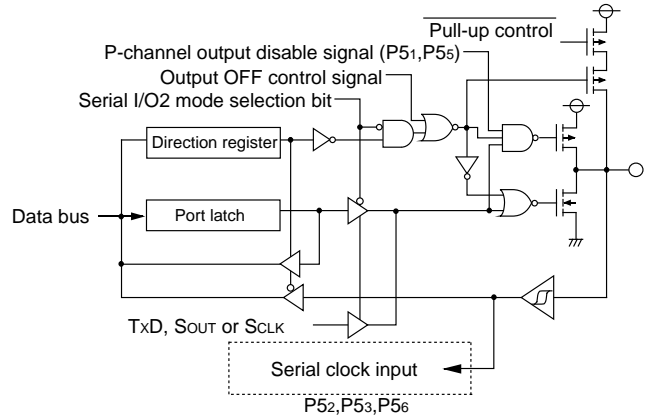 Pull-up control
P-channel output disable signal (P51,P55)
Output OFF control signal
Serial I/O2 mode selection bit
Direction register
Data bus
Port latch
TxD, SOUT or SCLK
Serial clock input
P52,P53,P56